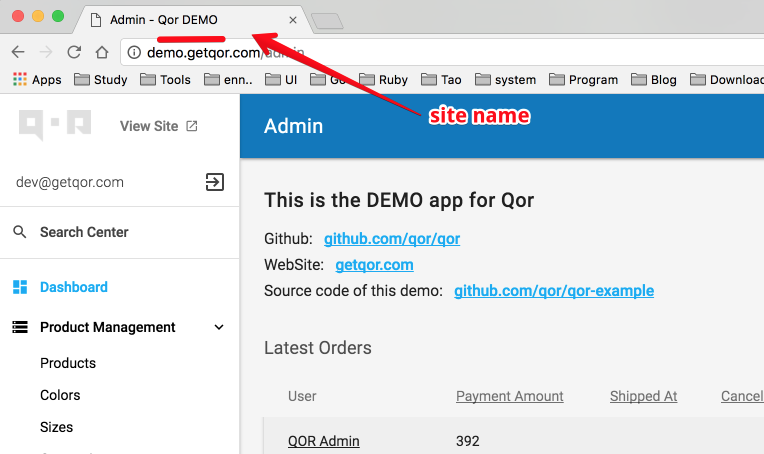 Admin - Qor DEMO
demo.getqor.com/admin
Apps Study Tools enn.. UI Go Ruby Tao system Program Blog Download
site name
Q·R View Site
Admin
dev@getqor.com
This is the DEMO app for Qor
Search Center
Github: github.com/qor/qor
WebSite: getqor.com
Dashboard
Source code of this demo: github.com/qor/qor-example
Product Management
Latest Orders
Products
Colors
User Payment Amount Shipped At Cancel
Sizes
QOR Admin 392